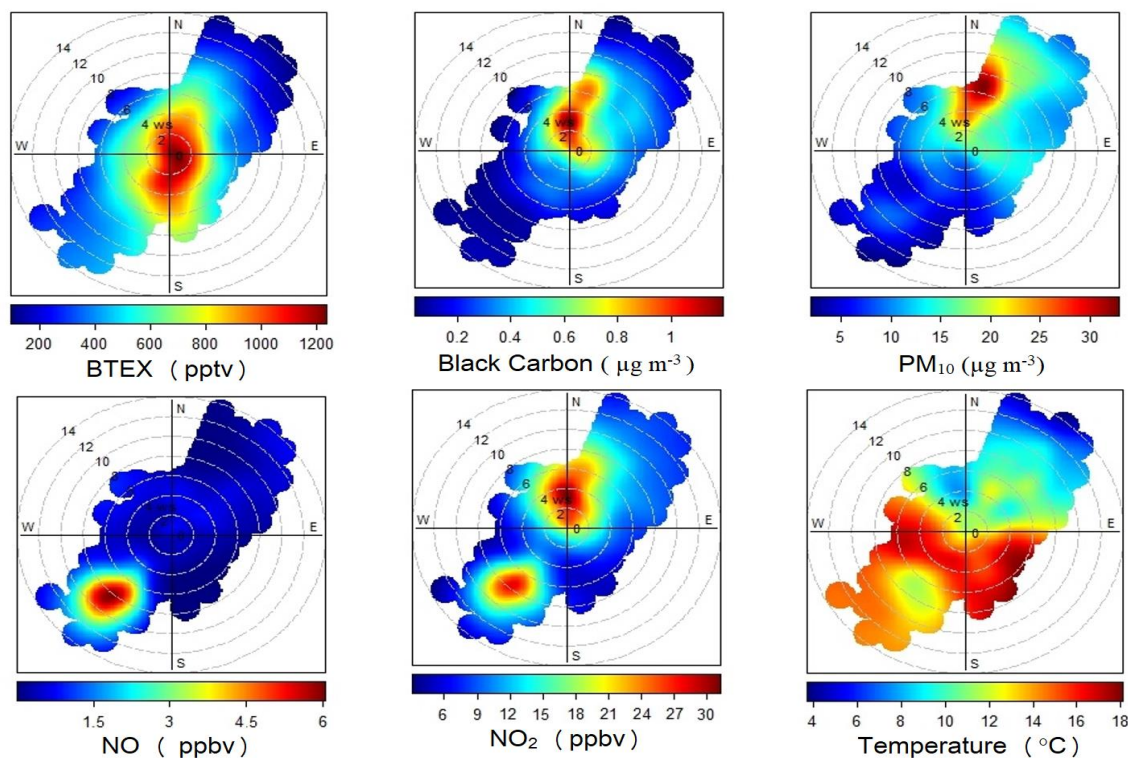 N
14
12
10
8
6
4 ws
2
W 0 E
S
200 400 600 800 1000 1200
BTEX ( pptv)
N
14
12
10
8
6
4 ws
2
W 0 E
S
0.2 0.4 0.6 0.8 1
Black Carbon ( μg m-3)
N
14
12
10
8
6
4 ws
2
W 0 E
S
5 10 15 20 25 30
PM10 (μg m-3)
N
14
12
10
8
W 0 E
S
1.5 3 4.5 6
NO ( ppbv)
N
14
12
10
8
6
4 ws
2
W 0 E
S
6 9 12 15 18 21 24 27 30
NO2 (ppbv)
N
14
12
10
8
6
4 ws
2
W 0 E
S
4 6 8 10 12 14 16 18
Temperature (°C)